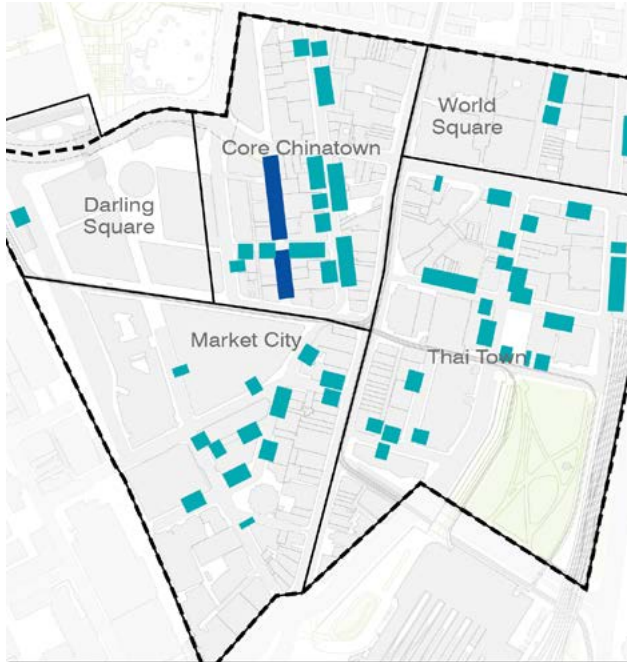 World
Square
Core Chinatown
Darling
Square
Market City
Thai Town